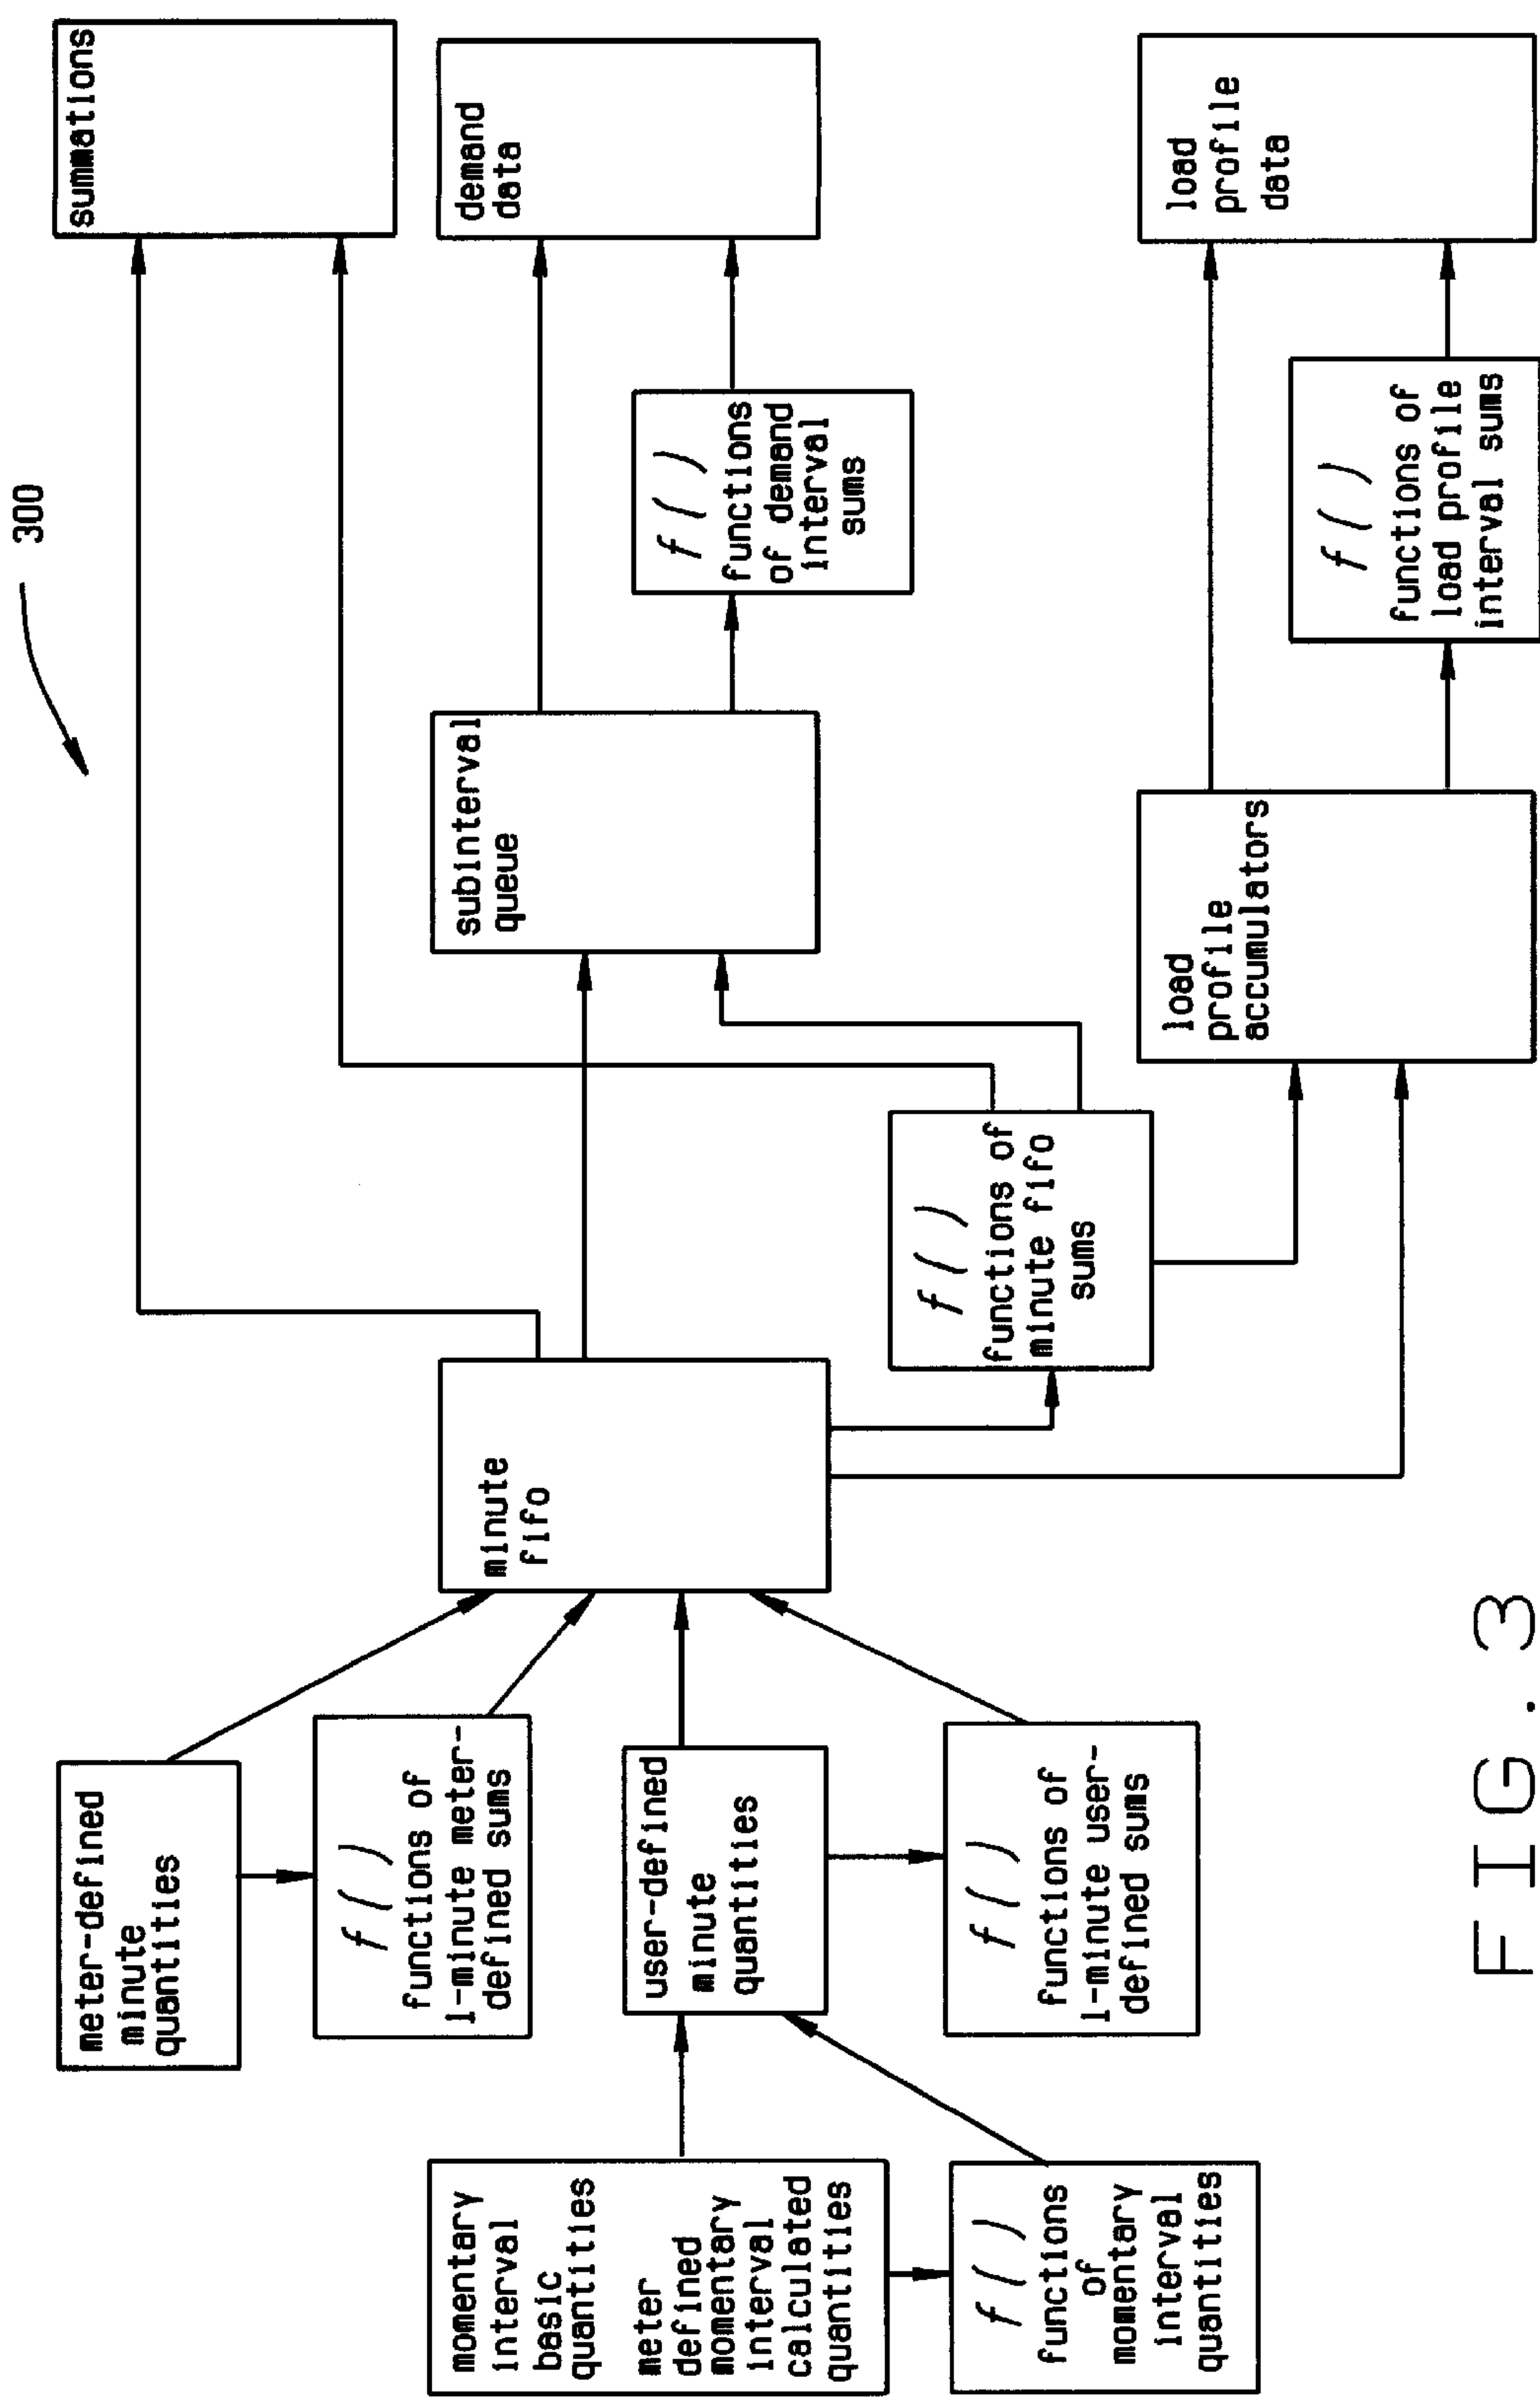 300
meter-defined
minute
quantities
f()
functions of
1-minute meter-
defined sums
momentary
interval
basic
quantities
meter
defined
momentary
interval
calculated
quantities
f()
functions
of
momentary
interval
quantities
user-defined
minute
quantities
f()
functions of
1-minute user-
defined sums
minute
fifo
f()
functions of
minute fifo
sums
summations
subinterval
queue
f()
functions
of demand
interval
sums
demand
data
load
profile
accumulators
f()
functions of
load profile
interval sums
load
profile
data
FIG. 3